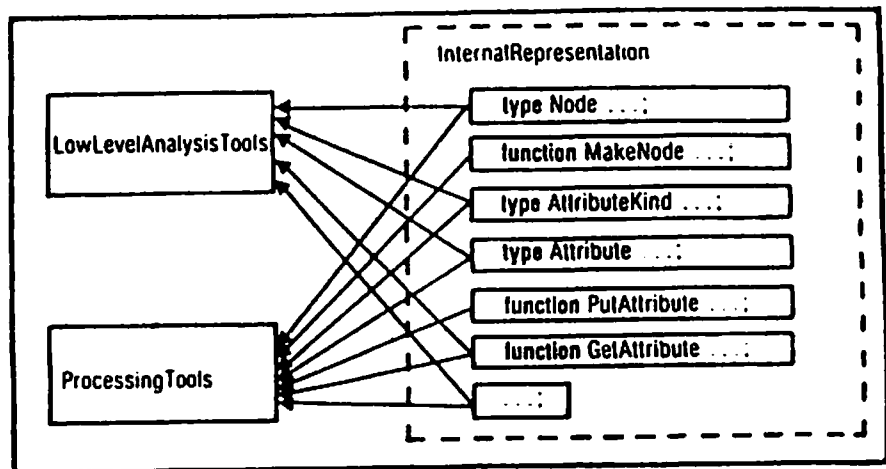 InternalRepresentation
type Node ...;
LowLevelAnalysisTools
function MakeNode ...;
type AttributeKind ...;
type Attribute ...;
function PutAttribute ...;
function GetAttribute ...;
ProcessingTools
...;